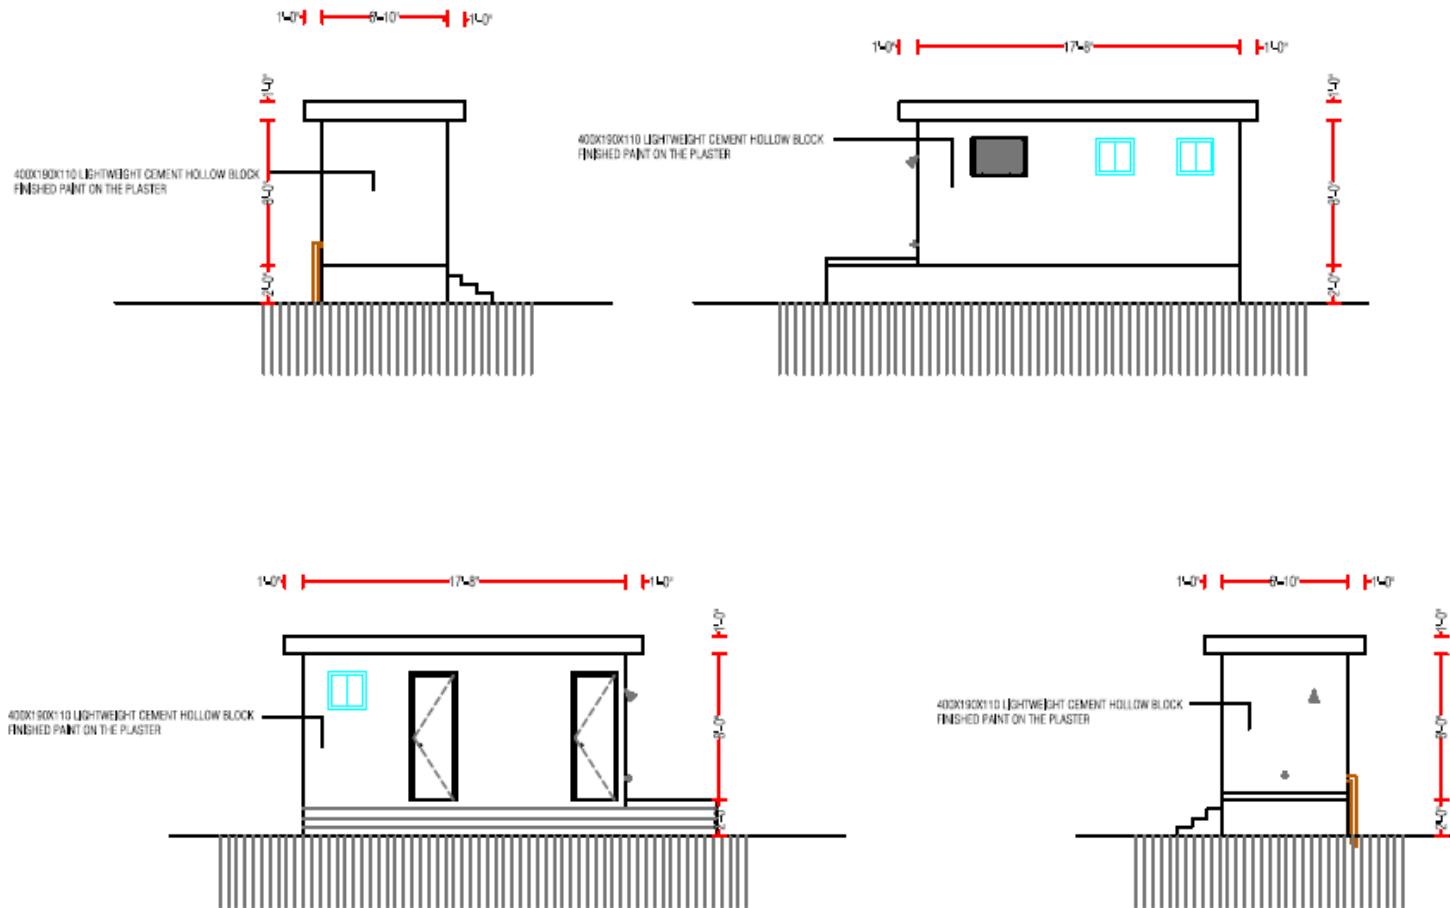 1'-0" 6'-10" 1'-0"
1'-0"
400X190X110 LIGHTWEIGHT CEMENT HOLLOW BLOCK
FINISHED PAINT ON THE PLASTER
8'-0"
2'-0"
1'-0" 17'-8" 1'-0"
1'-0"
400X190X110 LIGHTWEIGHT CEMENT HOLLOW BLOCK
FINISHED PAINT ON THE PLASTER
8'-0"
2'-0"
1'-0" 17'-8" 1'-0"
1'-0"
400X190X110 LIGHTWEIGHT CEMENT HOLLOW BLOCK
FINISHED PAINT ON THE PLASTER
8'-0"
2'-0"
1'-0" 6'-10" 1'-0"
1'-0"
400X190X110 LIGHTWEIGHT CEMENT HOLLOW BLOCK
FINISHED PAINT ON THE PLASTER
8'-0"
2'-0"